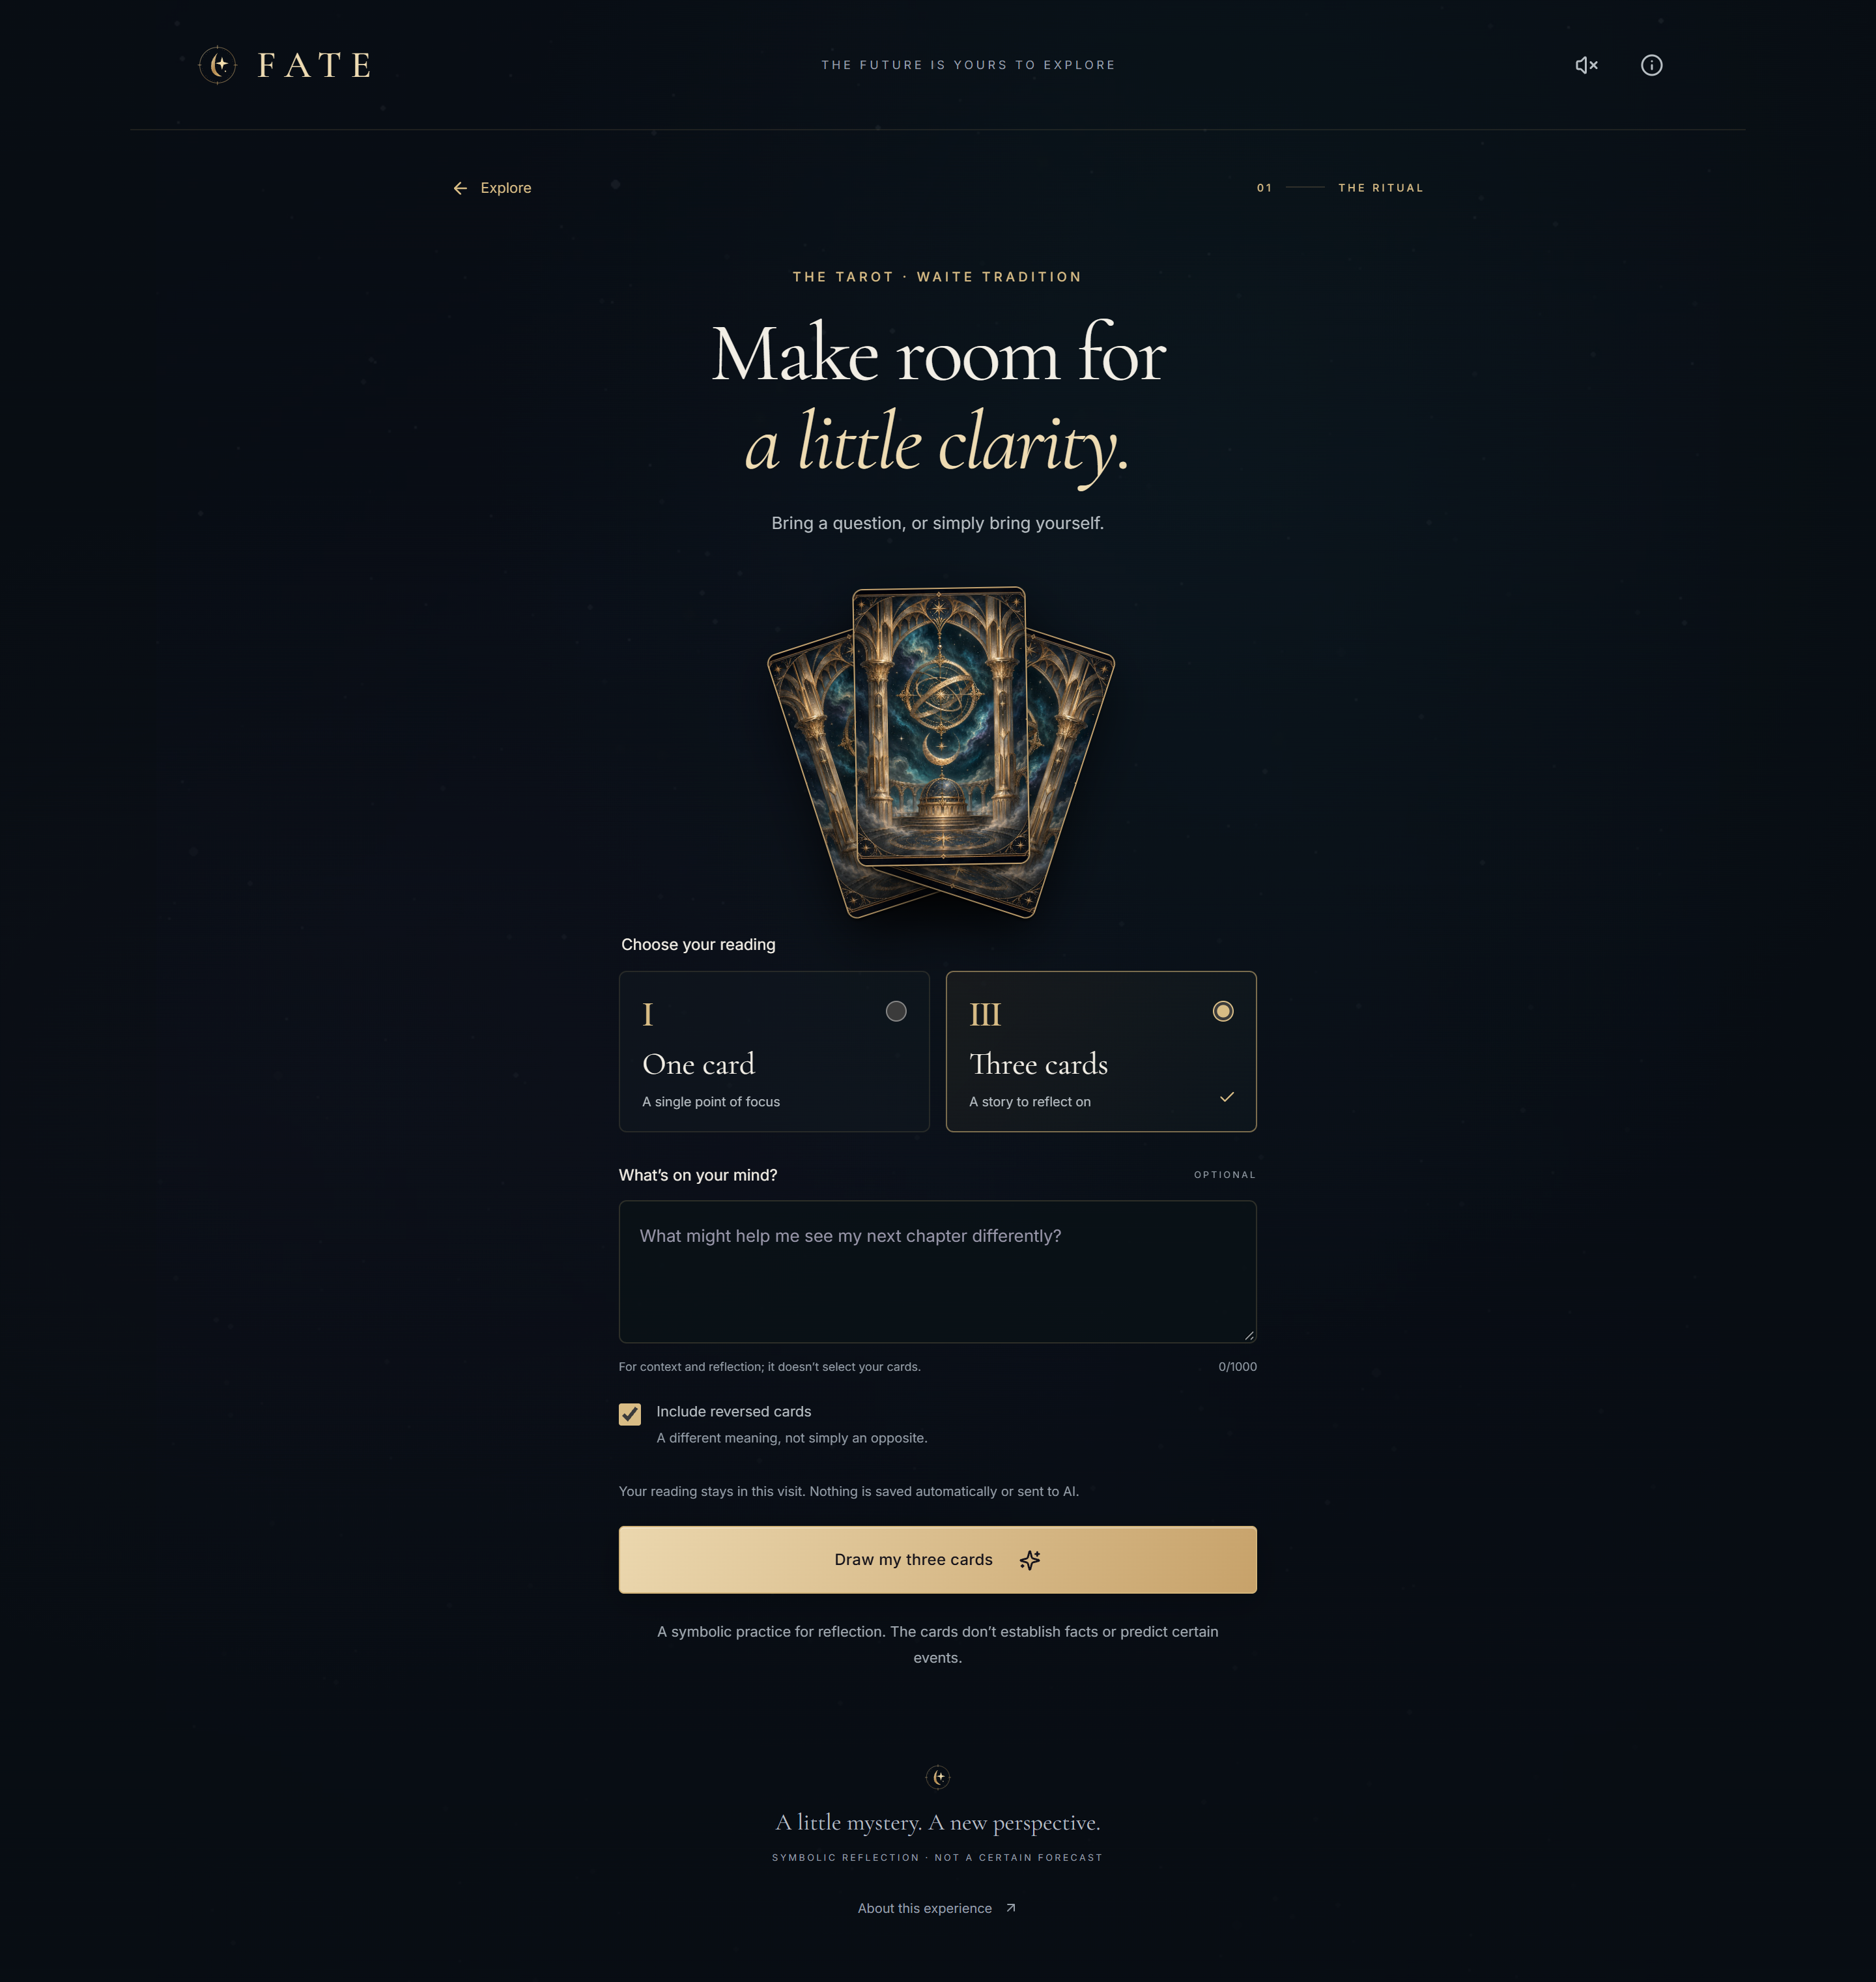 FATE
THE FUTURE IS YOURS TO EXPLORE
Explore
01
THE RITUAL
THE TAROT · WAITE TRADITION
Make room for
a little clarity.
Bring a question, or simply bring yourself.
Choose your reading
I
One card
A single point of focus
III
Three cards
A story to reflect on
What’s on your mind?
OPTIONAL
What might help me see my next chapter differently?
For context and reflection; it doesn’t select your cards.
0/1000
Include reversed cards
A different meaning, not simply an opposite.
Your reading stays in this visit. Nothing is saved automatically or sent to AI.
Draw my three cards
A symbolic practice for reflection. The cards don’t establish facts or predict certain
events.
A little mystery. A new perspective.
SYMBOLIC REFLECTION · NOT A CERTAIN FORECAST
About this experience